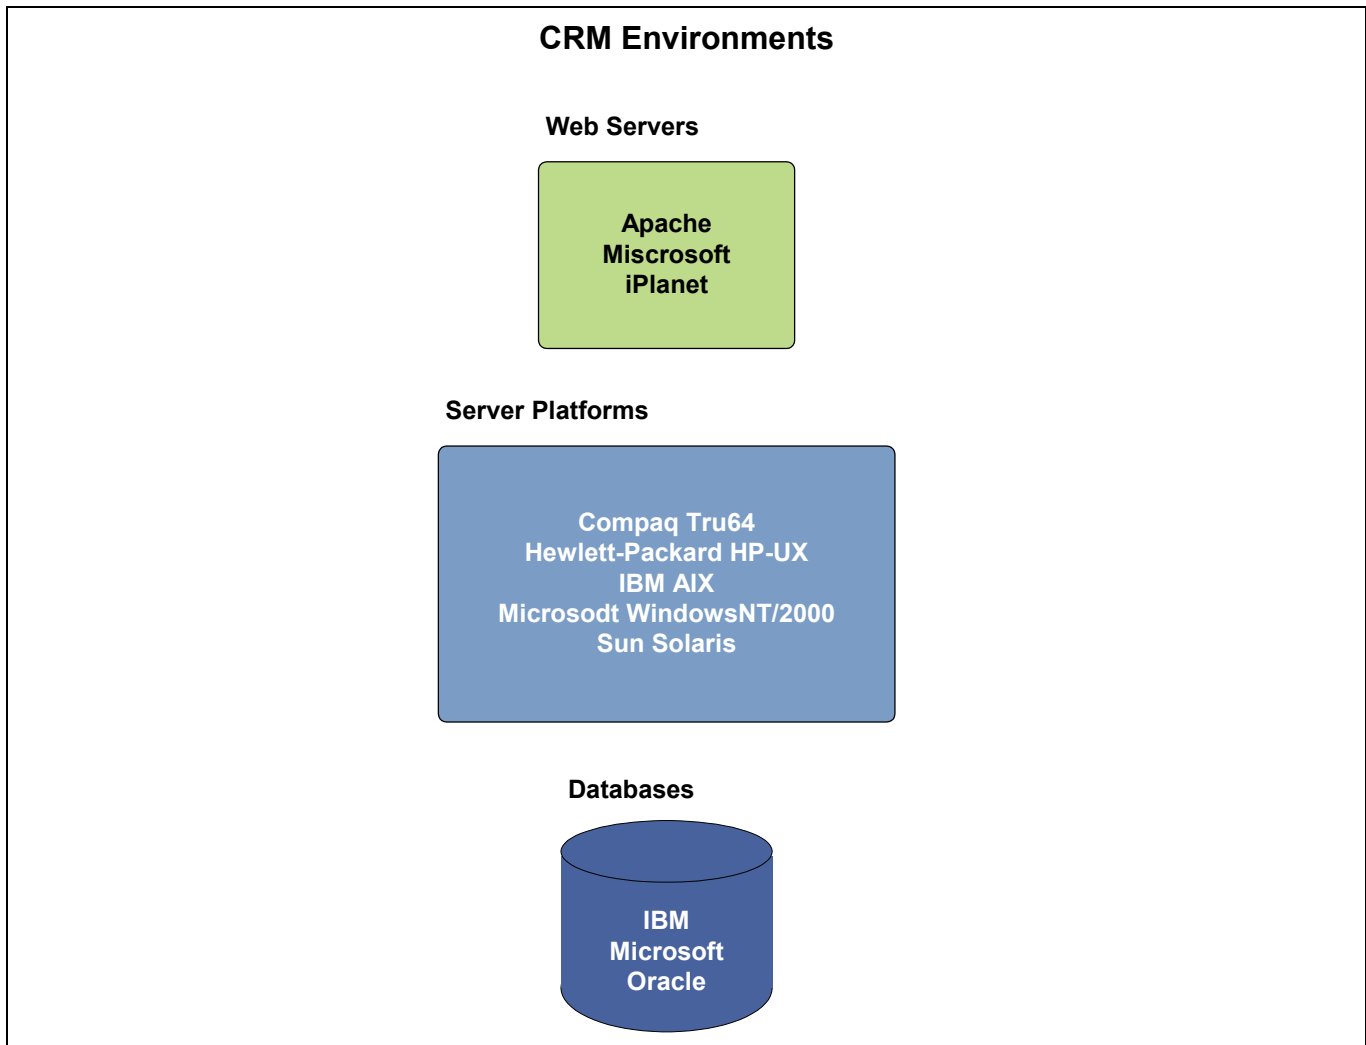 CRM Environments
Web Servers
Apache
Miscrosoft
iPlanet
Server Platforms
Compaq Tru64
Hewlett-Packard HP-UX
IBM AIX
Microsodt WindowsNT/2000
Sun Solaris
Databases
IBM
Microsoft
Oracle